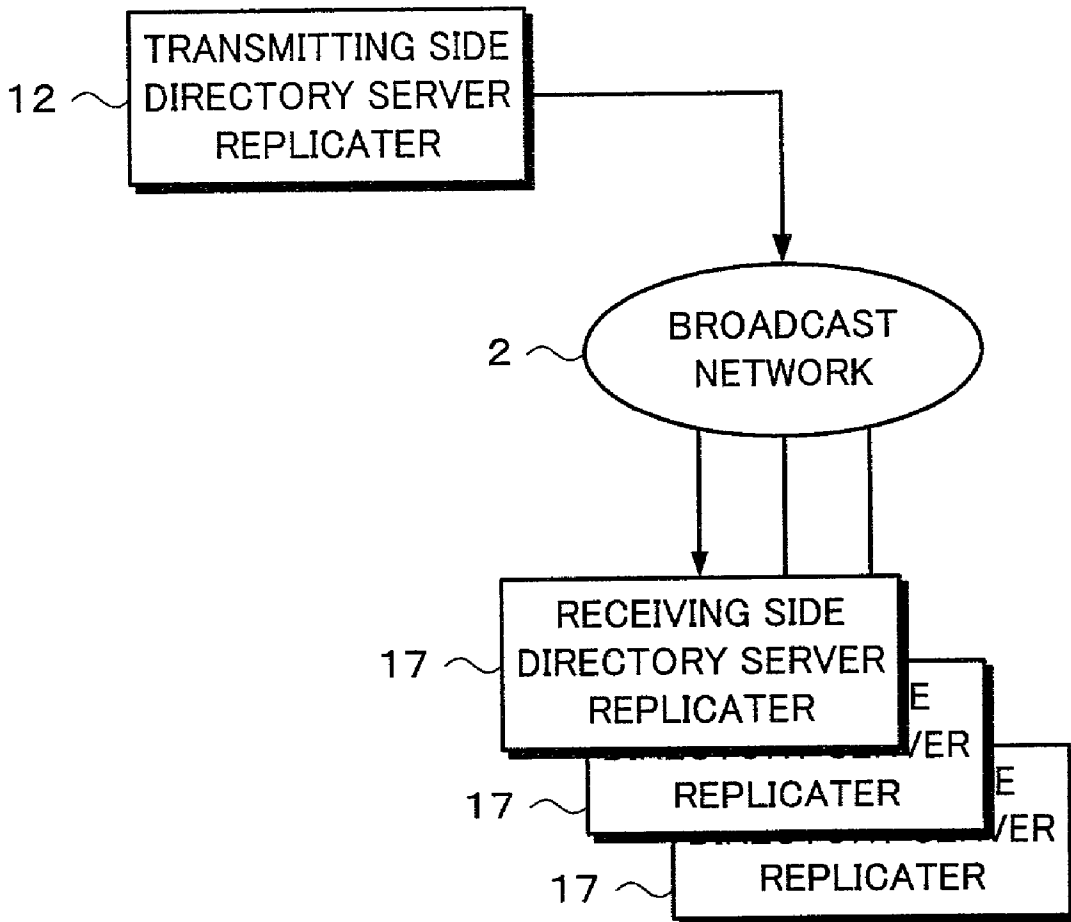 TRANSMITTING SIDE
12 DIRECTORY SERVER
REPLICATER
BROADCAST
2 NETWORK
RECEIVING SIDE
17 DIRECTORY SERVER
REPLICATER
E
VER
17 REPLICATER
E
VER
17 REPLICATER